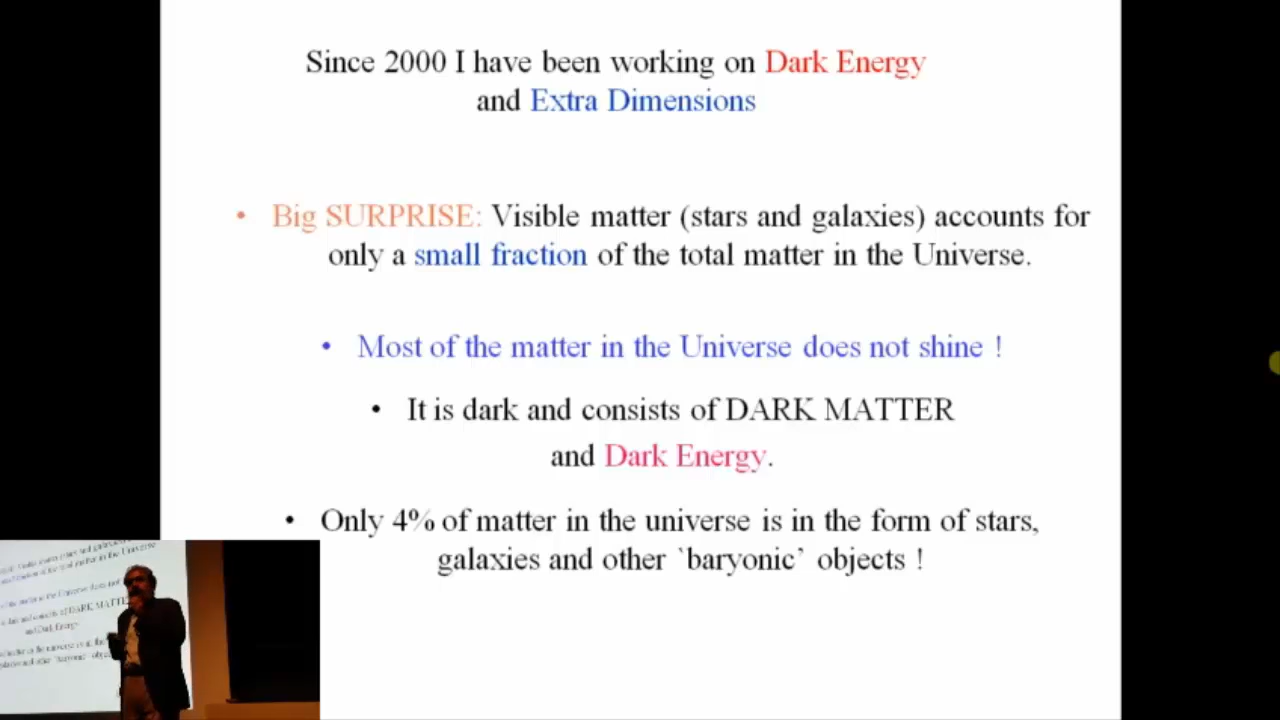 Since 2000 I have been working on Dark Energy
and Extra Dimensions
• Big SURPRISE: Visible matter (stars and galaxies) accounts for
only a small fraction of the total matter in the Universe.
• Most of the matter in the Universe does not shine !
• It is dark and consists of DARK MATTER
and Dark Energy.
• Only 4% of matter in the universe is in the form of stars,
galaxies and other `baryonic’ objects !